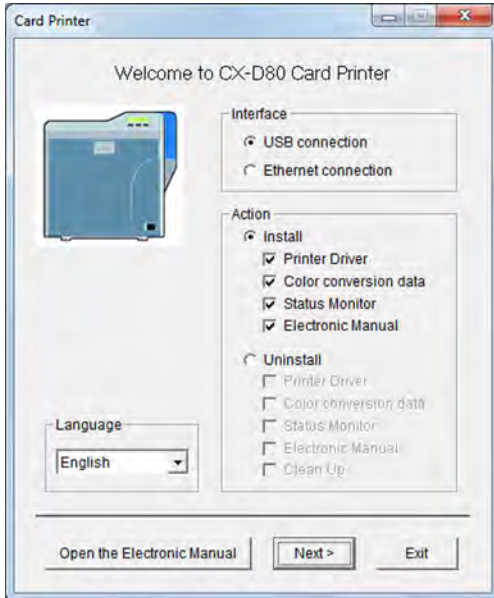 Card Printer
Welcome to CX-D80 Card Printer
Interface
USB connection
Ethernet connection
Action
Install
Printer Driver
Color conversion data
Status Monitor
Electronic Manual
Uninstall
Printer Driver
Color conversion data
Status Monitor
Electronic Manual
Clean Up
Language
English
Open the Electronic Manual
Next >
Exit